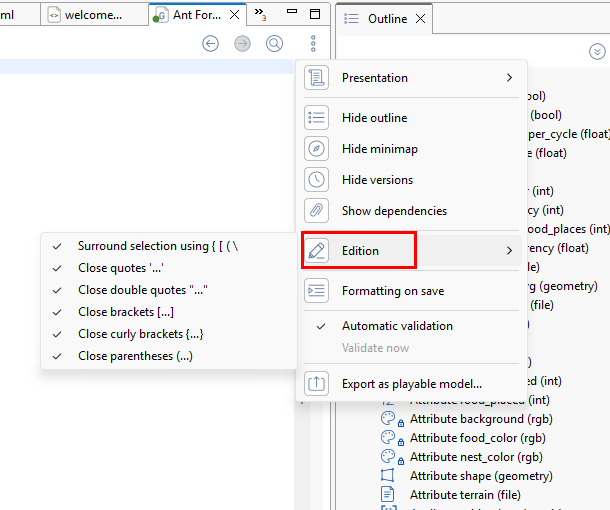 ml
welcome...
Ant For...
»3
Outline
Presentation
Hide outline
Hide minimap
Hide versions
Show dependencies
Edition
Formatting on save
Automatic validation
Validate now
Export as playable model...
Surround selection using { [ ( \
Close quotes '...'
Close double quotes "..."
Close brackets [...]
Close curly brackets {...}
Close parentheses (...)
ool)
(bool)
per_cycle (float)
e (float)
r (int)
cy (int)
ood_places (int)
rency (float)
le)
g (geometry)
(file)
)
)
ed (int)
Attribute food_placed (int)
Attribute background (rgb)
Attribute food_color (rgb)
Attribute nest_color (rgb)
Attribute shape (geometry)
Attribute terrain (file)